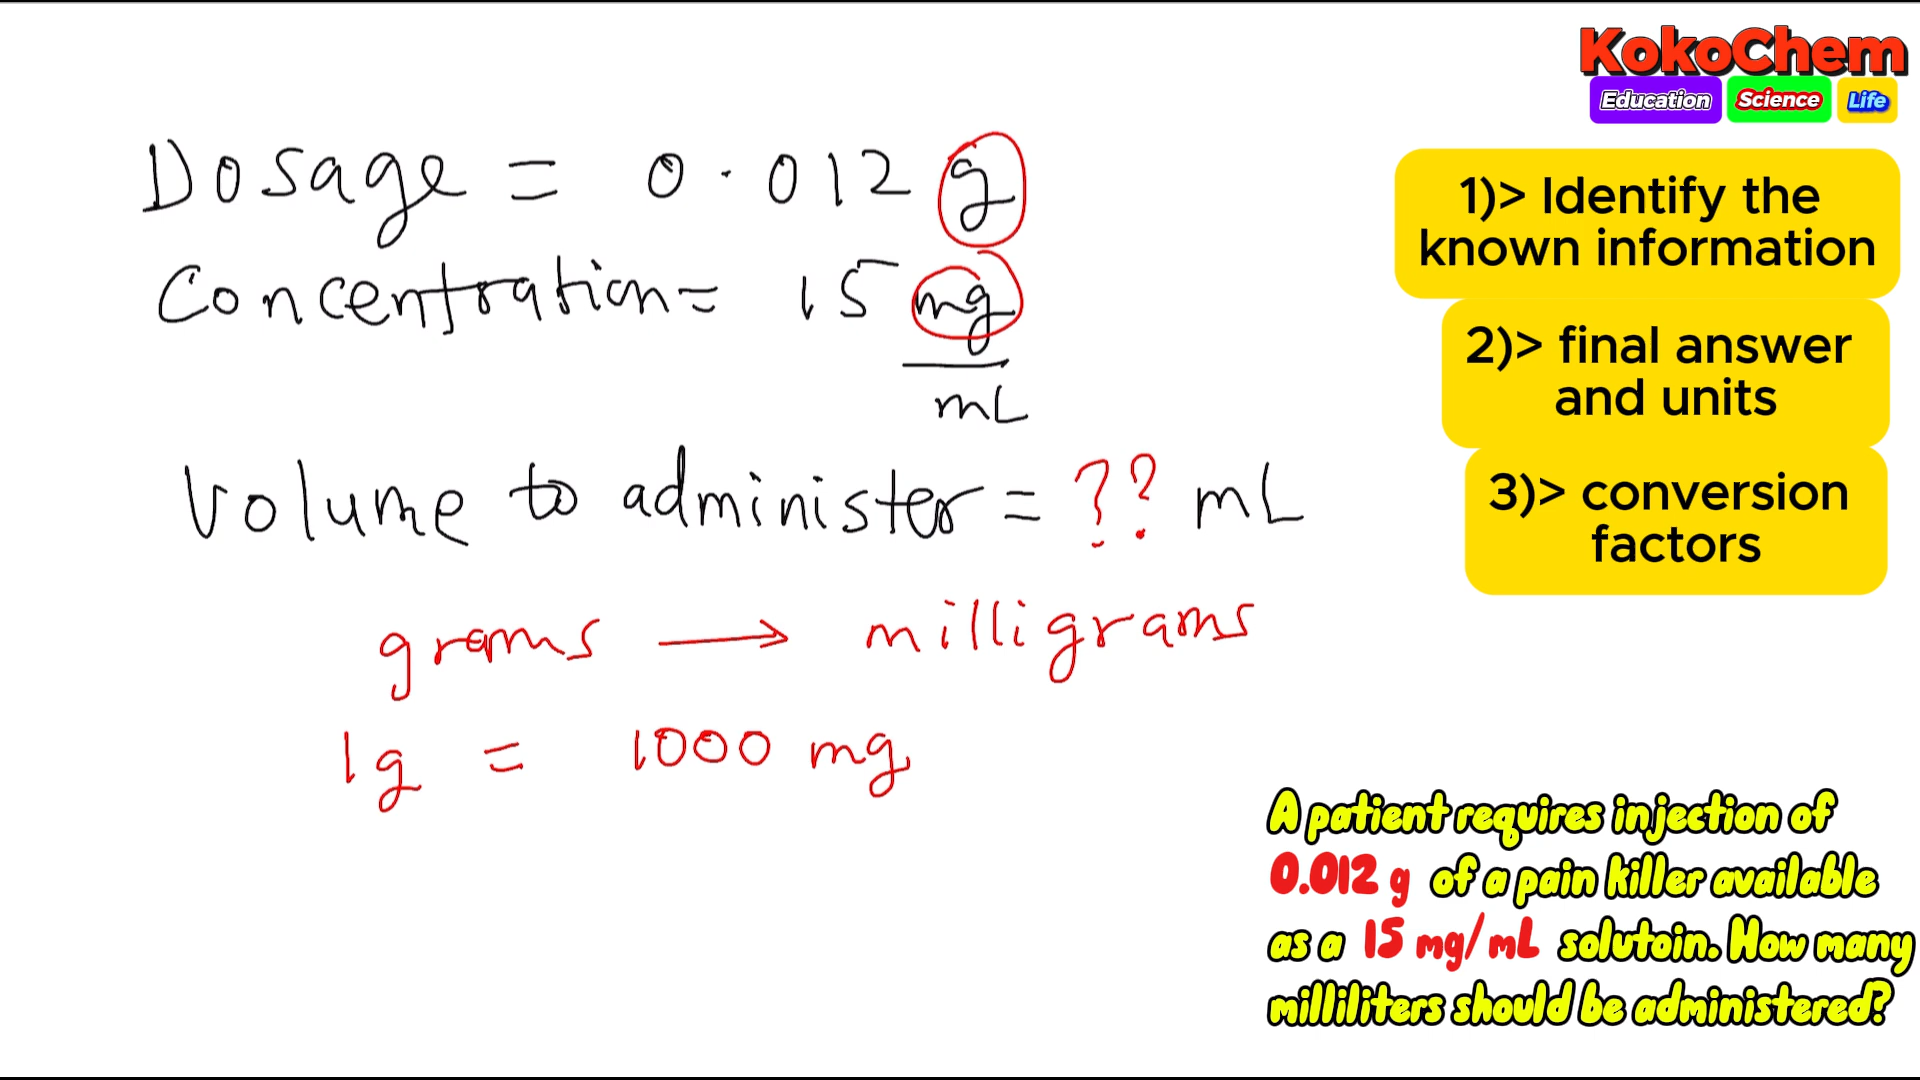 KokoChem
Education Science Life
Dosage = 0.012 g
Concentration = 15 mg
mL
Volume to administer = ?? mL
grams → milligrams
1g = 1000 mg
1)> Identify the
known information
2)> final answer
and units
3)> conversion
factors
A patient requires injection of
0.012 g of a pain killer available
as a 15 mg/mL solutoin. How many
milliliters should be administered?